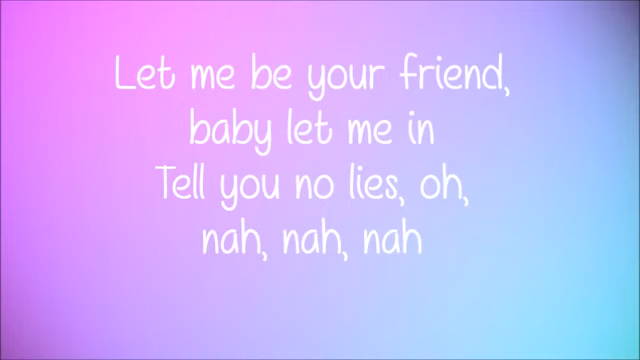 Let me be your friend,
baby let me in
Tell you no lies, oh,
nah, nah, nah